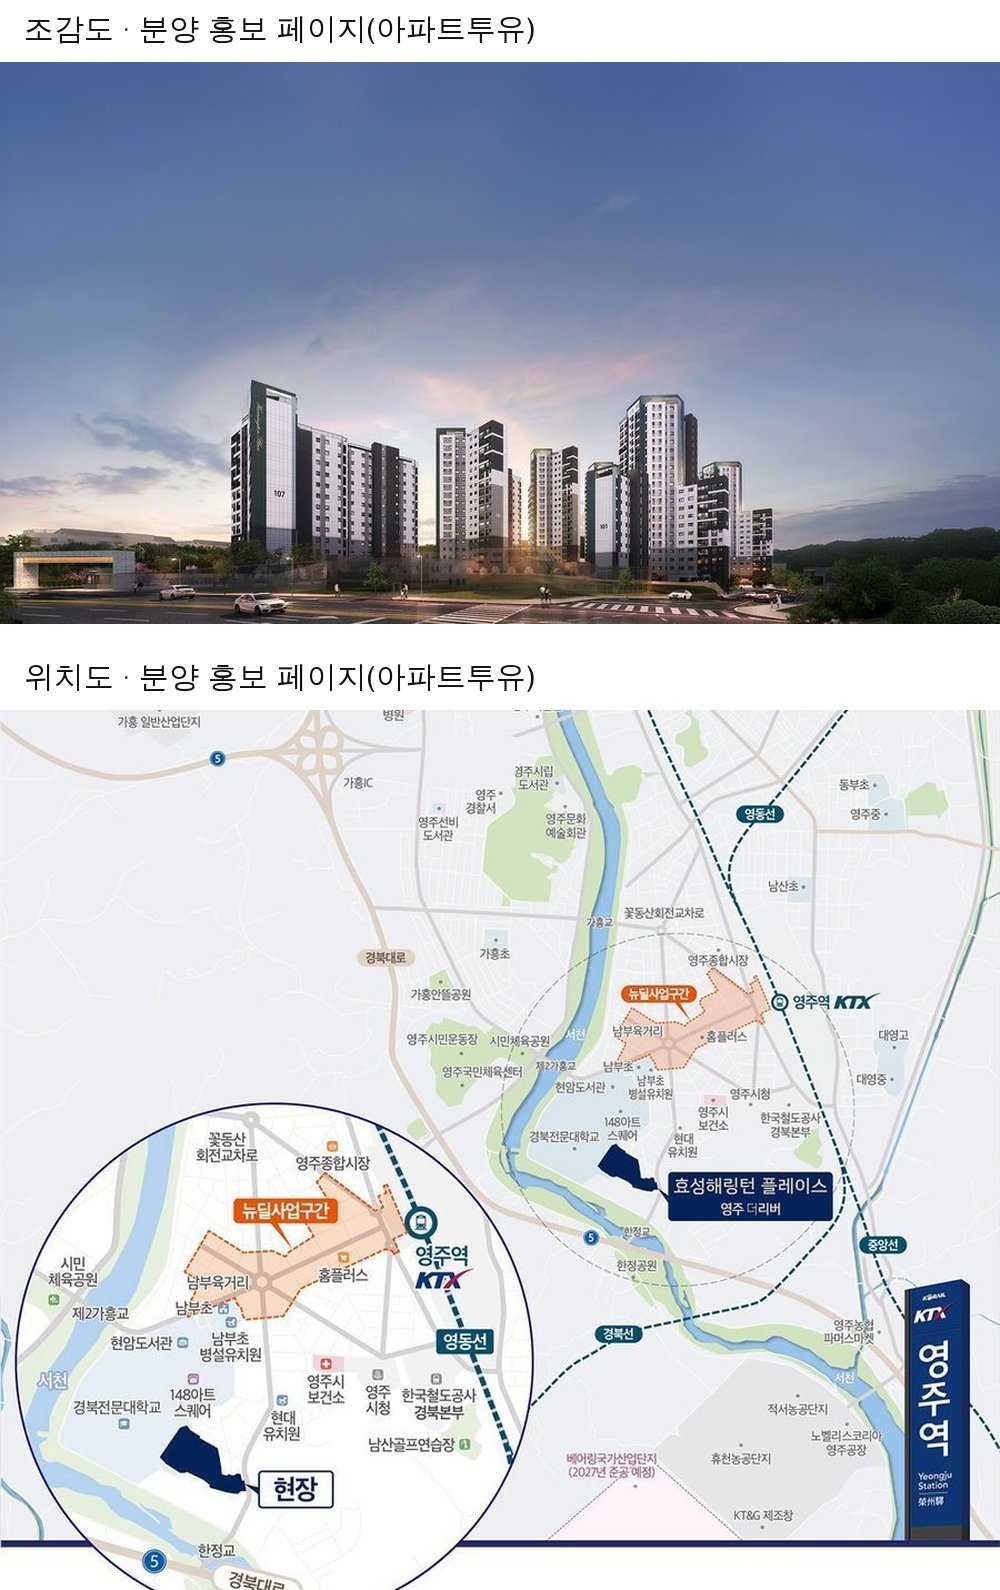 조감도 · 분양 홍보 페이지(아파트투유)
107
101
위치도 · 분양 홍보 페이지(아파트투유)
가흥 일반산업단지
병원
5
가흥IC
영주시립
도서관
영주
경찰서
영주선비
도서관
영주문화
예술회관
영동선
동부초
영주중
남산초
가흥교
꽃동산회전교차로
경북대로
가흥초
영주종합시장
가흥안뜰공원
뉴딜사업구간
영주역 KTX
남부육거리
홈플러스
서천
영주시민운동장
시민체육공원
대영고
제2가흥교
영주국민체육센터
남부초
현암도서관
남부초
병설유치원
대영중
영주시청
영주시
보건소
한국철도공사
경북본부
148아트
스퀘어
경북전문대학교
현대
유치원
효성해링턴 플레이스
영주 더리버
한정교
5
중앙선
한정공원
경북선
영주농협
파머스마켓
서천
적서농공단지
노벨리스코리아
영주공장
휴천농공단지
베어링국가산업단지
(2027년 준공 예정)
KT&G 제조창
KORAIL
KTX
영주역
Yeongju
Station
榮州驛
꽃동산
회전교차로
영주종합시장
뉴딜사업구간
영주역
KTX
시민
체육공원
남부육거리
홈플러스
제2가흥교
남부초
현암도서관
남부초
병설유치원
영동선
서천
148아트
스퀘어
영주시
보건소
영주
시청
한국철도공사
경북본부
경북전문대학교
현대
유치원
남산골프연습장
현장
한정교
5
경북대로